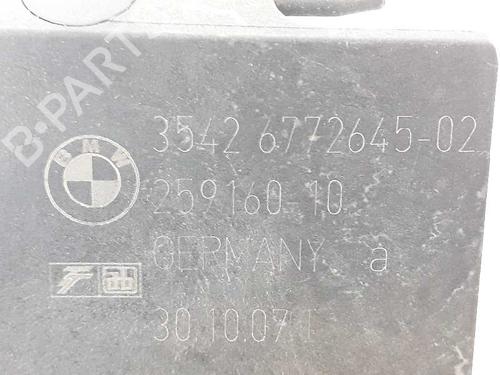 B-PARTS
BMW
3542 6772645-02
259160 10
GERMANY a
30.10.07